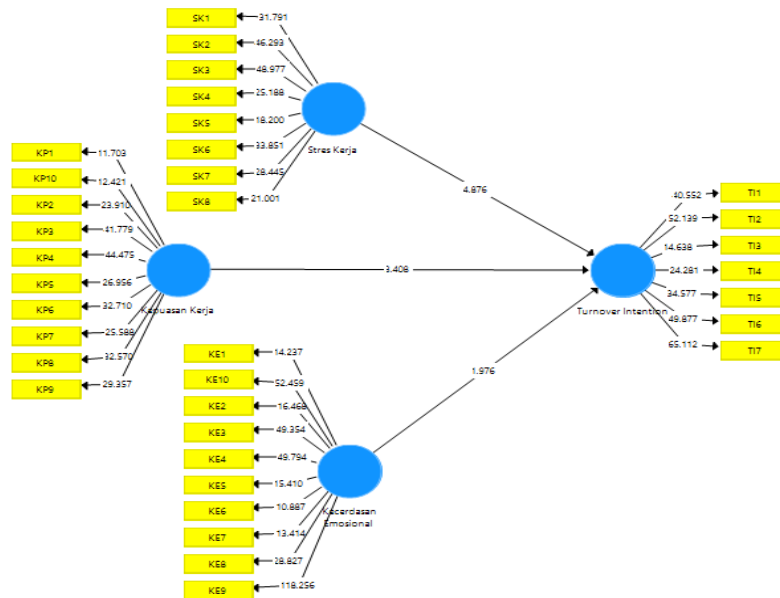 SK1
31.791
SK2
46.293
SK3
48.977
SK4
25.188
SK5
18.200
SK6
33.851
SK7
28.445
SK8
21.001
Stres Kerja
4.876
KP1
11.703
KP10
12.421
KP2
23.910
KP3
41.779
KP4
44.475
KP5
26.956
KP6
32.710
KP7
25.588
KP8
32.570
KP9
29.357
Kepuasan Kerja
3.408
TI1
40.552
TI2
52.139
TI3
14.638
TI4
24.281
TI5
34.577
TI6
49.877
TI7
65.112
Turnover Intention
KE1
14.237
KE10
52.459
KE2
16.468
KE3
49.354
KE4
49.794
KE5
15.410
KE6
10.887
KE7
13.414
KE8
28.827
KE9
118.256
Kecerdasan
Emosional
1.976